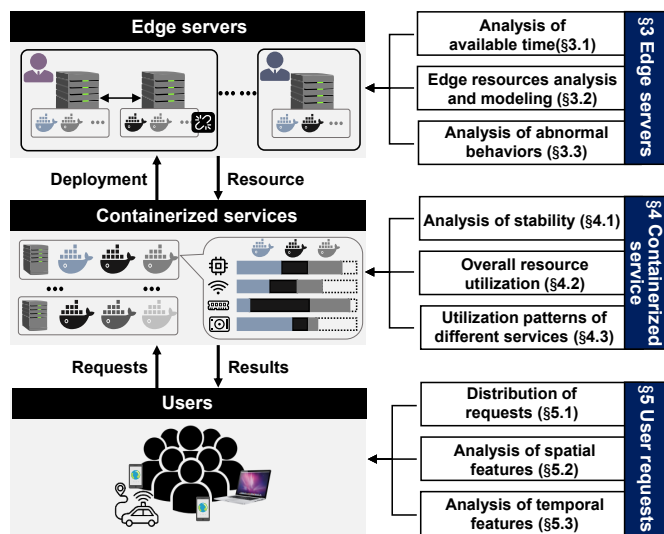 Edge servers
Analysis of
available time(§3.1)
Edge resources analysis
and modeling (§3.2)
Analysis of abnormal
behaviors (§3.3)
§3 Edge servers
Deployment
Resource
Containerized services
Analysis of stability (§4.1)
Overall resource
utilization (§4.2)
Utilization patterns of
different services (§4.3)
§4 Containerized
service
Requests
Results
Users
Distribution of
requests (§5.1)
Analysis of spatial
features (§5.2)
Analysis of temporal
features (§5.3)
§5 User requests